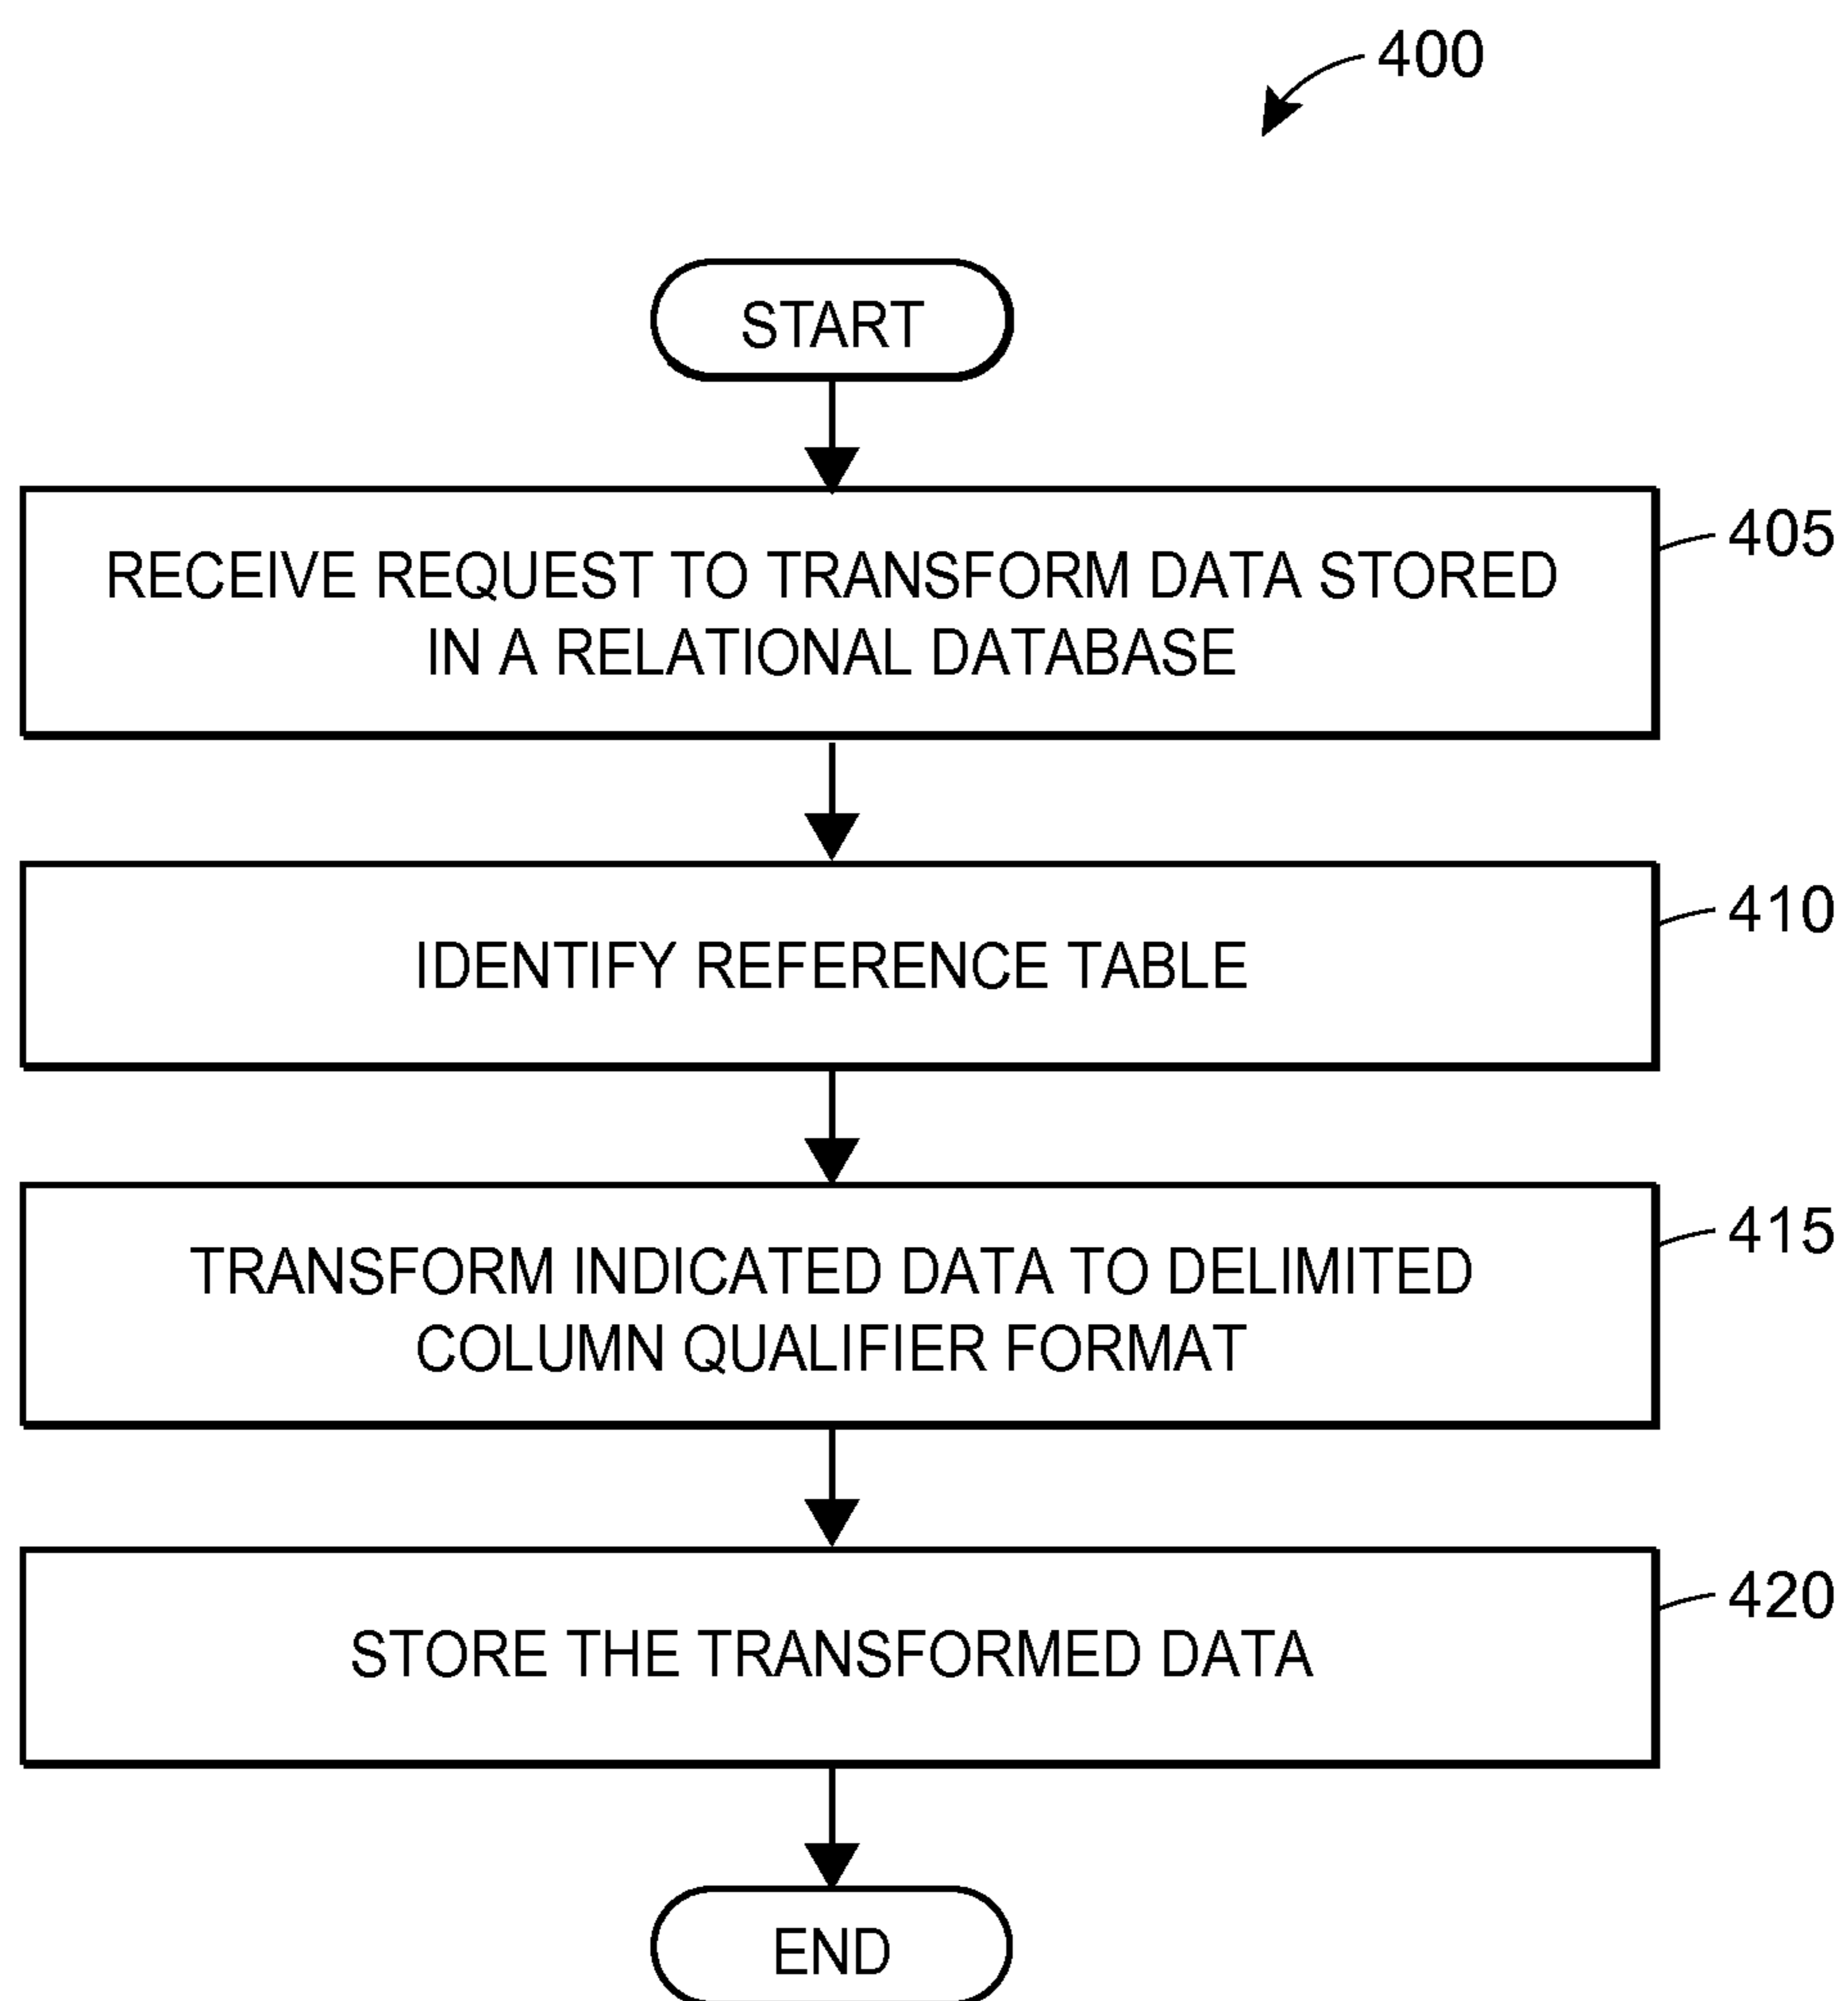 400
START
RECEIVE REQUEST TO TRANSFORM DATA STORED
IN A RELATIONAL DATABASE
405
IDENTIFY REFERENCE TABLE
410
TRANSFORM INDICATED DATA TO DELIMITED
COLUMN QUALIFIER FORMAT
415
STORE THE TRANSFORMED DATA
420
END